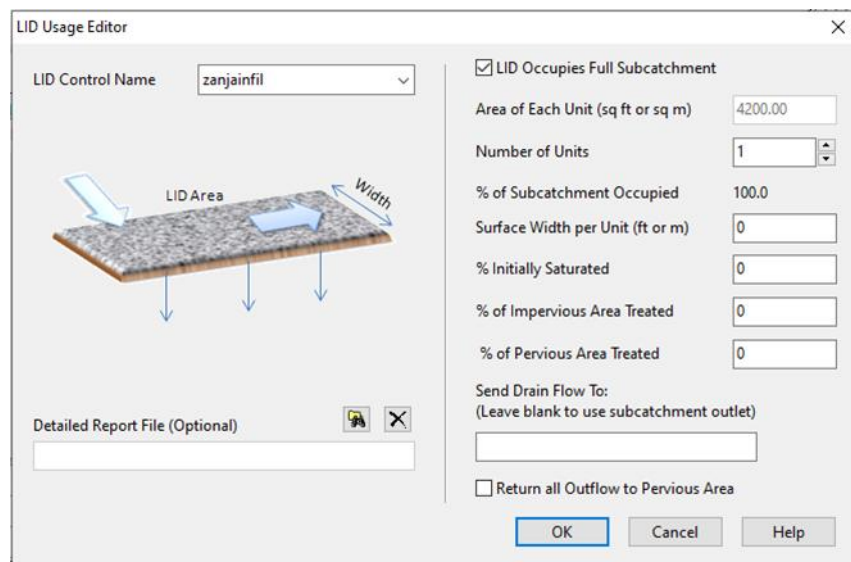 LID Usage Editor
LID Control Name
zanjainfil
LID Area
Width
Detailed Report File (Optional)
LID Occupies Full Subcatchment
Area of Each Unit (sq ft or sq m)
4200.00
Number of Units
1
% of Subcatchment Occupied
100.0
Surface Width per Unit (ft or m)
0
% Initially Saturated
0
% of Impervious Area Treated
0
% of Pervious Area Treated
0
Send Drain Flow To:
(Leave blank to use subcatchment outlet)
Return all Outflow to Pervious Area
OK
Cancel
Help